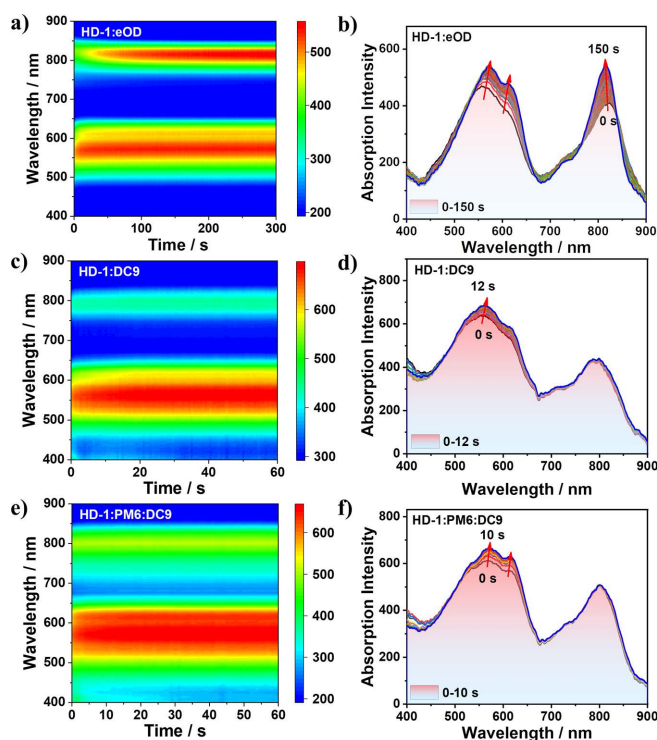 a)
HD-1:eOD
Wavelength / nm
900
800
700
600
500
400
0 100 200 300
Time / s
500
400
300
200
b)
HD-1:eOD
150 s
0 s
0-150 s
Absorption Intensity
600
400
200
0
400 500 600 700 800 900
Wavelength / nm
c)
HD-1:DC9
Wavelength / nm
900
800
700
600
500
400
0 20 40 60
Time / s
600
500
400
300
d)
HD-1:DC9
12 s
0 s
0-12 s
Absorption Intensity
800
600
400
200
0
400 500 600 700 800 900
Wavelength / nm
e)
HD-1:PM6:DC9
Wavelength / nm
900
800
700
600
500
400
0 10 20 30 40 50 60
Time / s
600
500
400
300
200
f)
HD-1:PM6:DC9
10 s
0 s
0-10 s
Absorption Intensity
800
600
400
200
0
400 500 600 700 800 900
Wavelength / nm